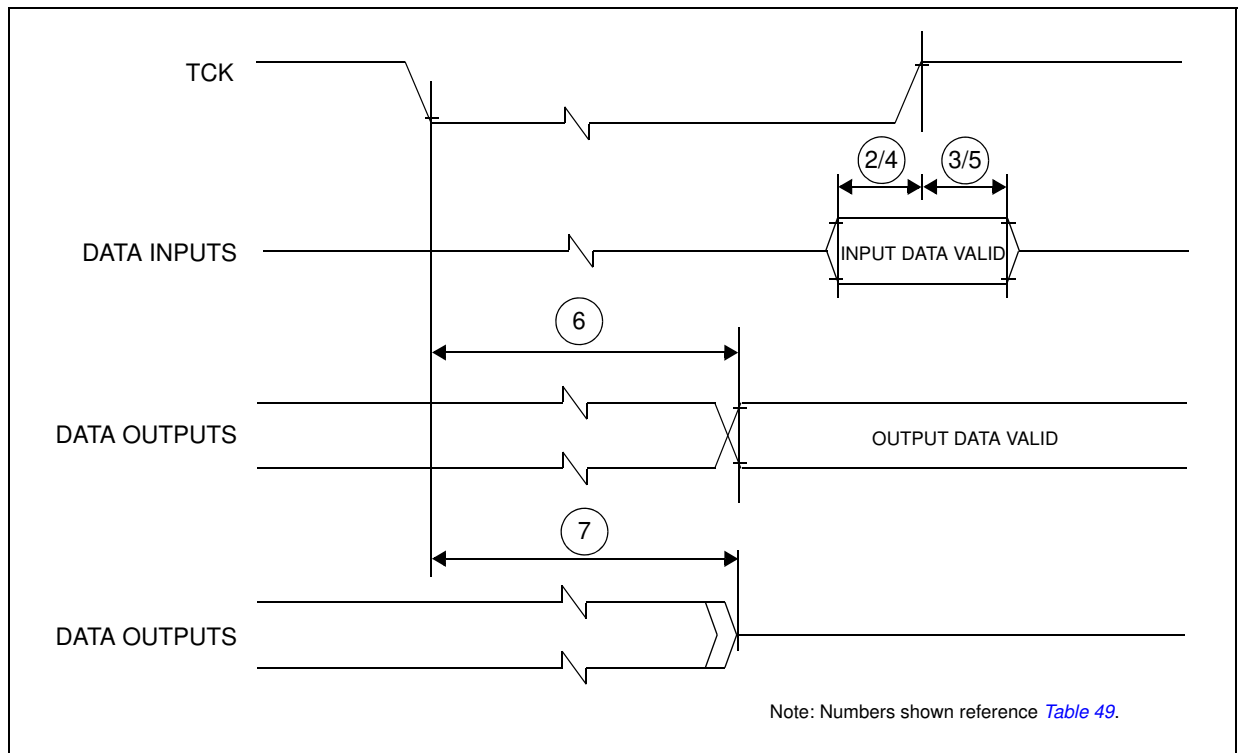 TCK
2/4
3/5
DATA INPUTS
INPUT DATA VALID
6
DATA OUTPUTS
OUTPUT DATA VALID
7
DATA OUTPUTS
Note: Numbers shown reference Table 49.